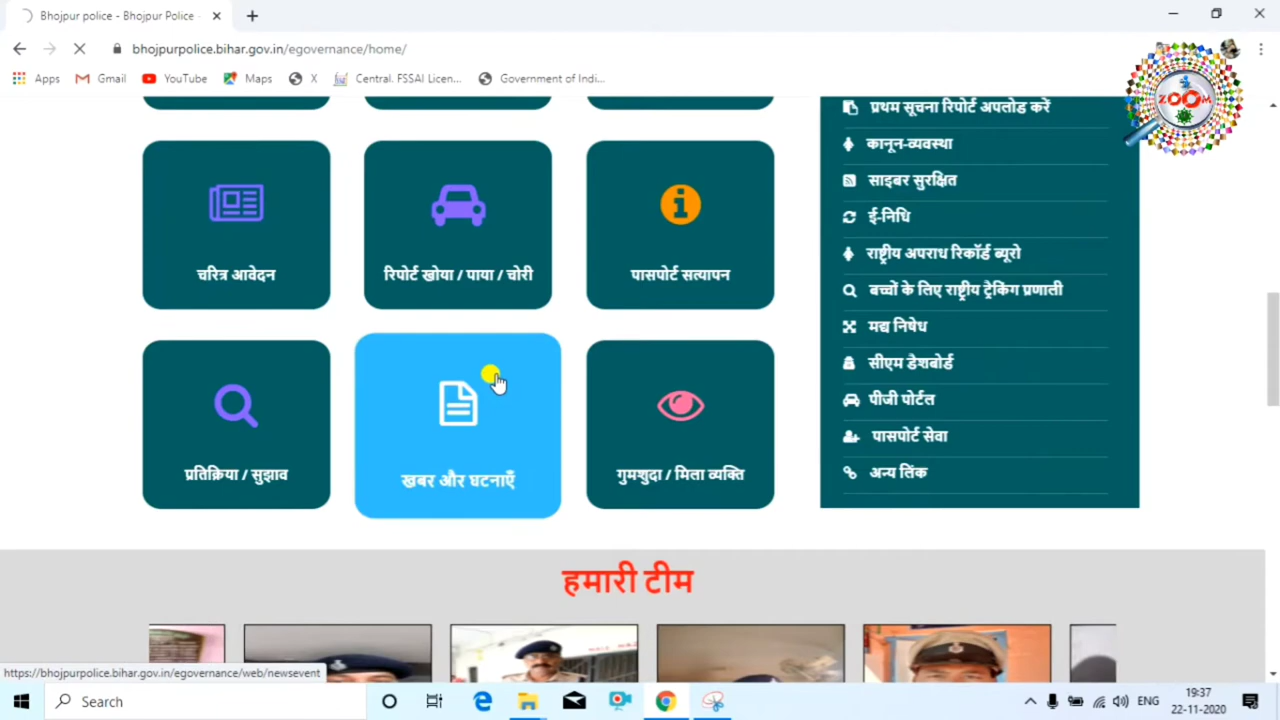 Bhojpur police - Bhojpur Police -
bhojpurpolice.bihar.gov.in/egovernance/home/
Apps Gmail YouTube Maps X Central. FSSAI Licen... Government of Indi...
ZOOM
प्रथम सूचना रिपोर्ट अपलोड करें
कानून-व्यवस्था
साइबर सुरक्षित
ई-निधि
राष्ट्रीय अपराध रिकॉर्ड ब्यूरो
बच्चों के लिए राष्ट्रीय ट्रेकिंग प्रणाली
मद्य निषेध
सीएम डैशबोर्ड
पीजी पोर्टल
पासपोर्ट सेवा
अन्य लिंक
चरित्र आवेदन
रिपोर्ट खोया / पाया / चोरी
पासपोर्ट सत्यापन
प्रतिक्रिया / सुझाव
खबर और घटनाएँ
गुमशुदा / मिला व्यक्ति
हमारी टीम
https://bhojpurpolice.bihar.gov.in/egovernance/web/newsevent
Search
ENG
19:37
22-11-2020